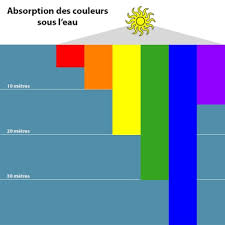 Absorption des couleurs
sous l'eau
10 mètres
20 mètres
30 mètres